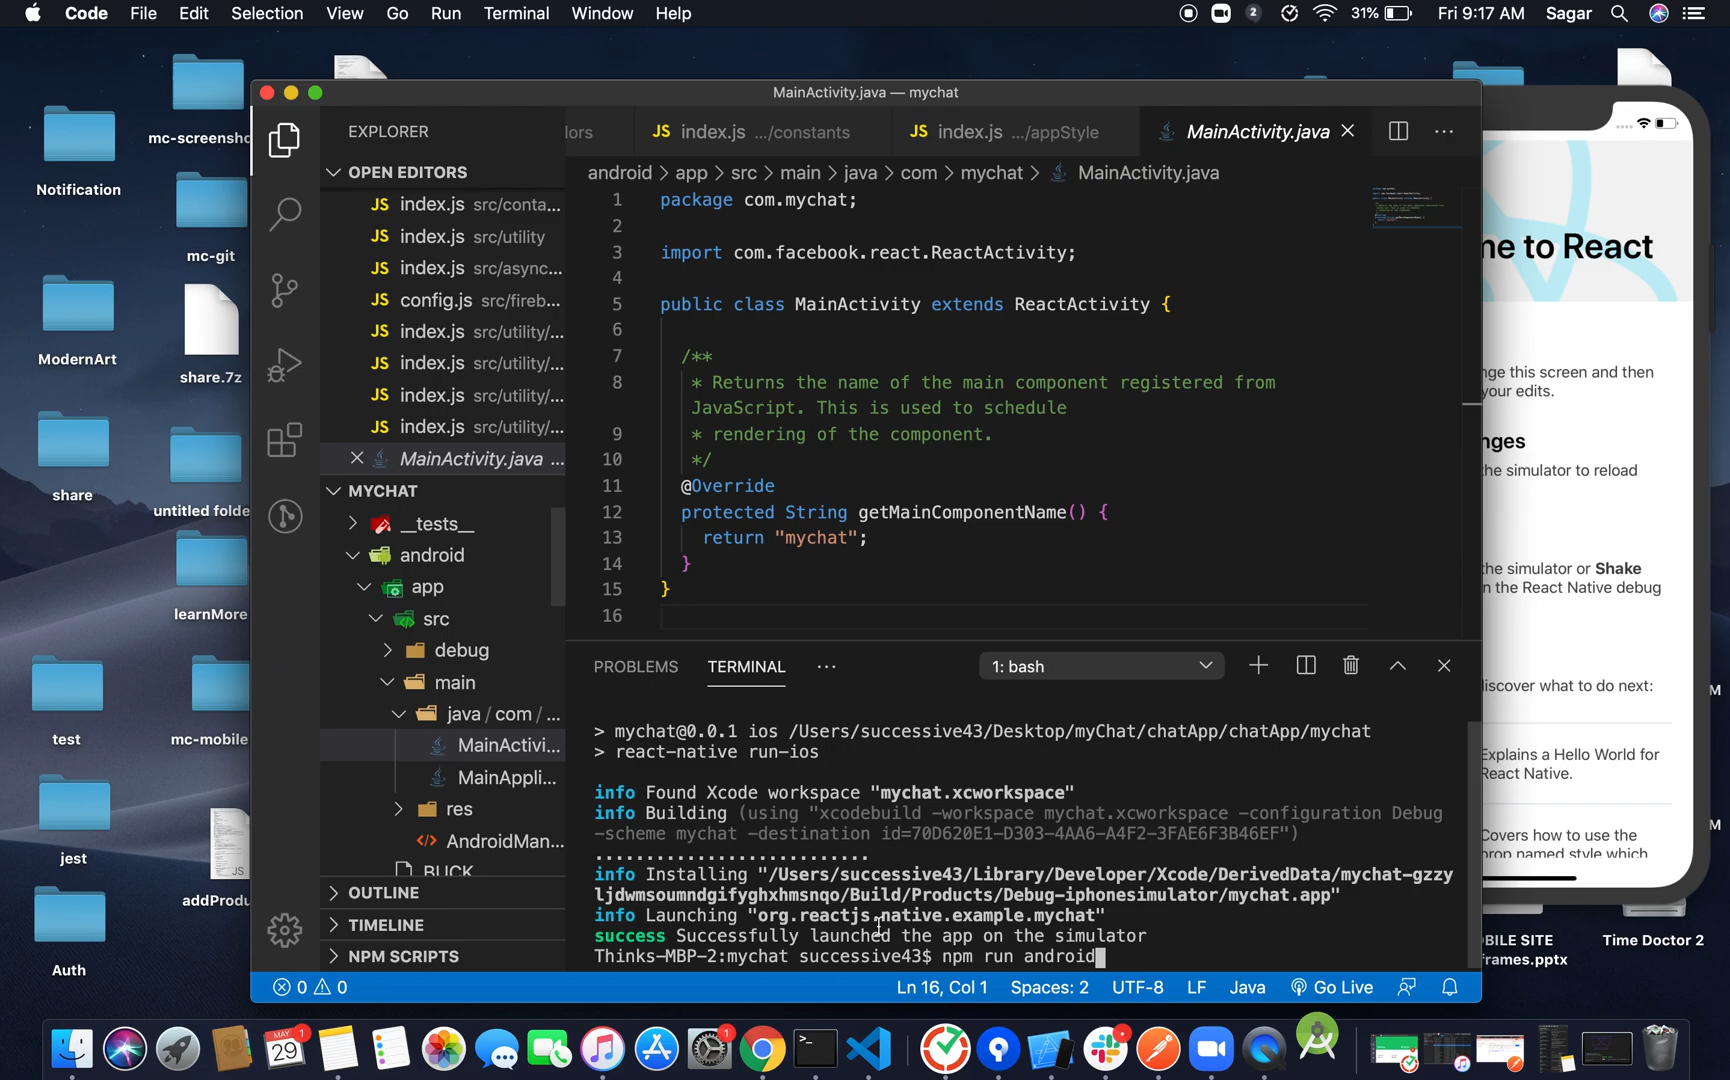 Code File Edit Selection View Go Run Terminal Window Help
2 31% Fri 9:17 AM Sagar
MainActivity.java — mychat
Notification
mc-screensho
mc-git
ModernArt
share.7z
share
untitled folde
learnMore
test
mc-mobile
jest
addProdu
Auth
EXPLORER
OPEN EDITORS
JS index.js src/conta...
JS index.js src/utility
JS index.js src/async...
JS config.js src/fireb...
JS index.js src/utility/...
JS index.js src/utility/...
JS index.js src/utility/...
JS index.js src/utility/...
MainActivity.java ...
MYCHAT
__tests__
android
app
src
debug
main
java / com / ...
MainActivi...
MainAppli...
res
AndroidMan...
BUCK
OUTLINE
TIMELINE
NPM SCRIPTS
lors JS index.js .../constants JS index.js .../appStyle MainActivity.java
android > app > src > main > java > com > mychat > MainActivity.java
1 package com.mychat;
2
3 import com.facebook.react.ReactActivity;
4
5 public class MainActivity extends ReactActivity {
6
7 /**
8 * Returns the name of the main component registered from
JavaScript. This is used to schedule
9 * rendering of the component.
10 */
11 @Override
12 protected String getMainComponentName() {
13 return "mychat";
14 }
15 }
16
PROBLEMS TERMINAL ... 1: bash
> mychat@0.0.1 ios /Users/successive43/Desktop/myChat/chatApp/chatApp/mychat
> react-native run-ios
info Found Xcode workspace "mychat.xcworkspace"
info Building (using "xcodebuild -workspace mychat.xcworkspace -configuration Debug
-scheme mychat -destination id=70D620E1-D303-4AA6-A4F2-3FAE6F3B46EF")
...........................
info Installing "/Users/successive43/Library/Developer/Xcode/DerivedData/mychat-gzzy
ljdwmsoumndgifyghxhmsnqo/Build/Products/Debug-iphonesimulator/mychat.app"
info Launching "org.reactjs.native.example.mychat"
success Successfully launched the app on the simulator
Thinks-MBP-2:mychat successive43$ npm run android
0 0 Ln 16, Col 1 Spaces: 2 UTF-8 LF Java Go Live
ne to React
nge this screen and then
your edits.
nges
the simulator to reload
the simulator or Shake
n the React Native debug
iscover what to do next:
Explains a Hello World for
React Native.
Covers how to use the
prop named style which
M
M
BILE SITE
rames.pptx
Time Doctor 2
MAY 1
29
1